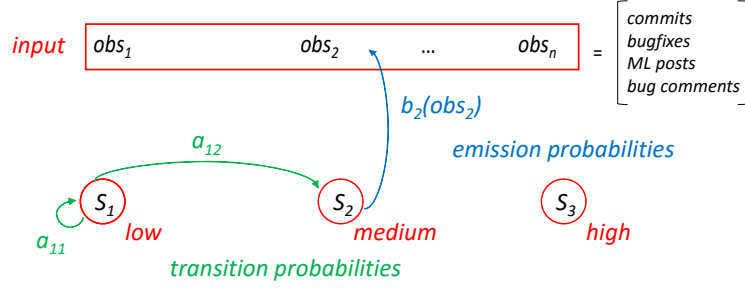 input obs1 obs2 ... obsn =
commits
bugfixes
ML posts
bug comments
b2(obs2)
a12
emission probabilities
S1 S2 S3
low medium high
a11
transition probabilities